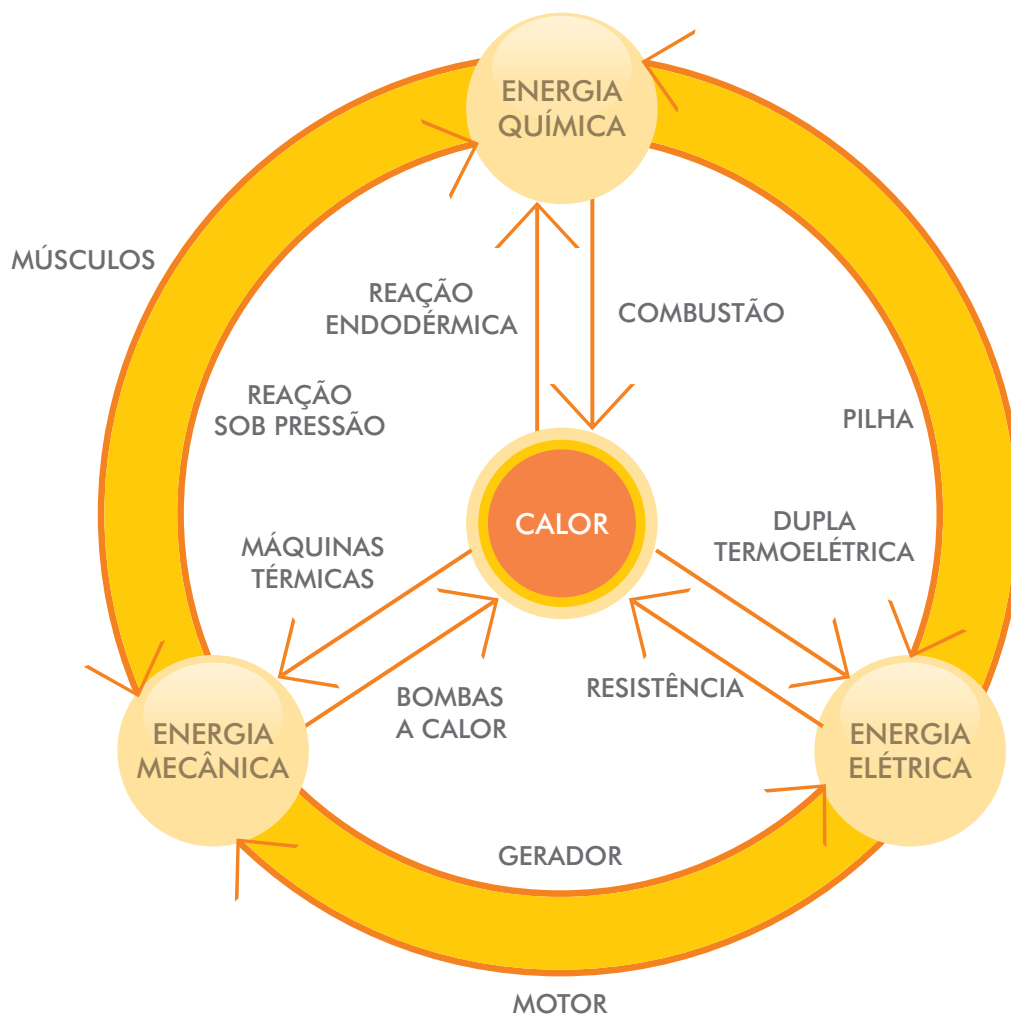 ENERGIA
QUÍMICA
MÚSCULOS
REAÇÃO
ENDODÉRMICA
COMBUSTÃO
REAÇÃO
SOB PRESSÃO
PILHA
CALOR
DUPLA
TERMOELÉTRICA
MÁQUINAS
TÉRMICAS
BOMBAS
A CALOR
RESISTÊNCIA
ENERGIA
MECÂNICA
ENERGIA
ELÉTRICA
GERADOR
MOTOR